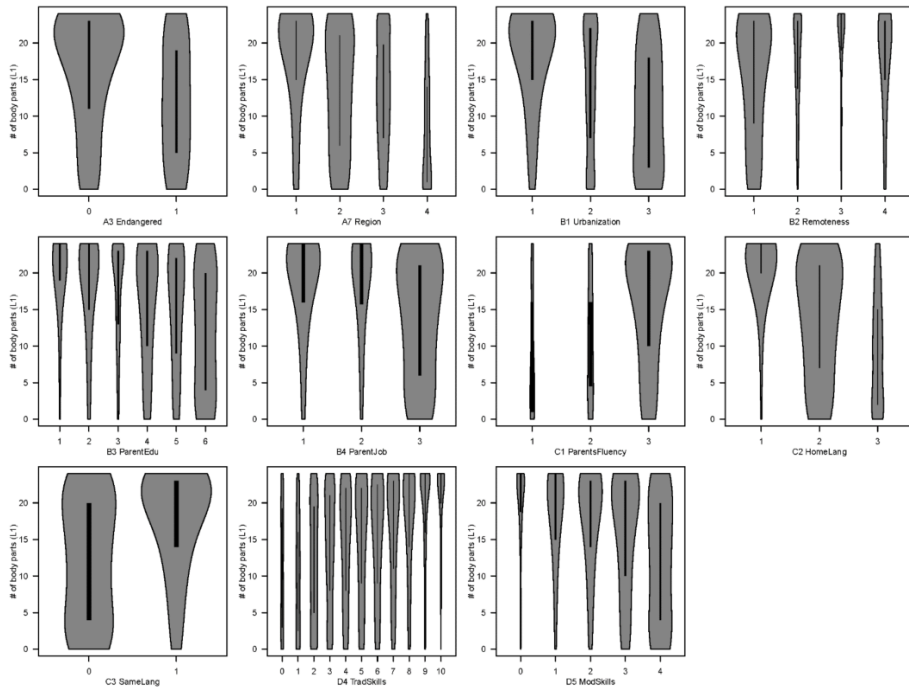 # of body parts (L1)
20
15
10
5
0
0 1
A3 Endangered
# of body parts (L1)
20
15
10
5
0
1 2 3 4
A7 Region
# of body parts (L1)
20
15
10
5
0
1 2 3
B1 Urbanization
# of body parts (L1)
20
15
10
5
0
1 2 3 4
B2 Remoteness
# of body parts (L1)
20
15
10
5
0
1 2 3 4 5 6
B3 ParentEdu
# of body parts (L1)
20
15
10
5
0
1 2 3
B4 ParentJob
# of body parts (L1)
20
15
10
5
0
1 2 3
C1 ParentsFluency
# of body parts (L1)
20
15
10
5
0
1 2 3
C2 HomeLang
# of body parts (L1)
20
15
10
5
0
0 1
C3 SameLang
# of body parts (L1)
20
15
10
5
0
0 1 2 3 4 5 6 7 8 9 10
D4 TradSkills
# of body parts (L1)
20
15
10
5
0
0 1 2 3 4
D5 ModSkills